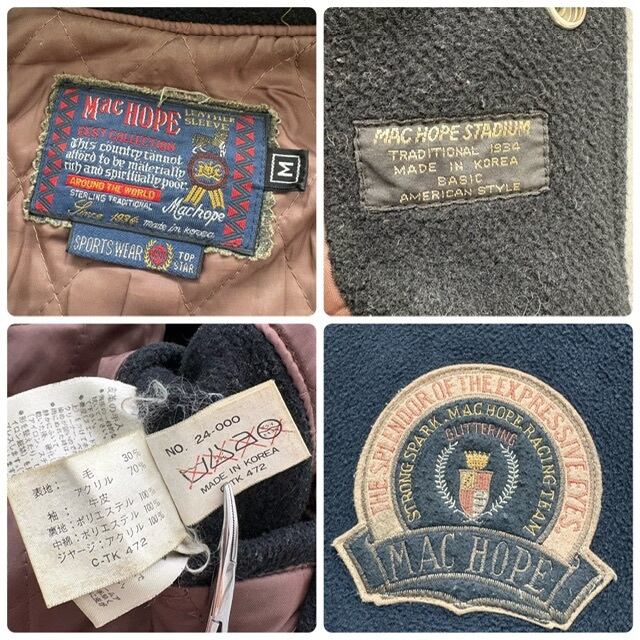 Mac HOPE
LEATHER
SLEEVE
BEST COLLECTION
This country cannot
afford to be materially
rich and spiritually poor.
AROUND THE WORLD
STERLING TRADITIONAL
Machope
Since 1936 made in korea
SPORTS WEAR
TOP
STAR
M
MAC HOPE STADIUM
TRADITIONAL 1934
MADE IN KOREA
BASIC
AMERICAN STYLE
表地: 毛 30%
アクリル 70%
袖: 牛皮
裏地: ポリエステル 100%
中綿: ポリエステル 100%
ジャージ: アクリル 100%
C-TK 472
NO. 24-000
MADE IN KOREA
C-TK 472
THE SPLENDOR OF THE EXPRESSIVE EYES
STRONG SPARK. MAC HOPE RACING TEAM
GLITTERING
MAC HOPE